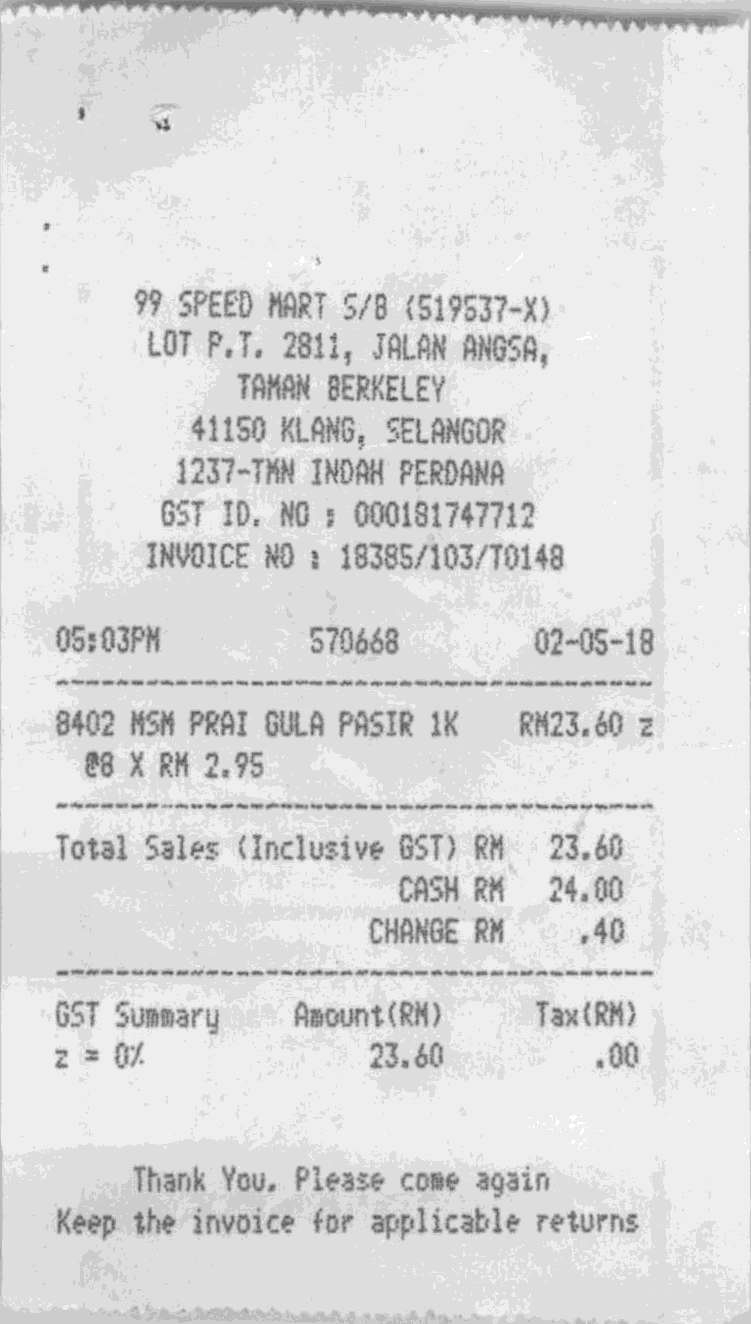 99 SPEED MART S/B (519537-X)
LOT P.T. 2811, JALAN ANGSA,
TAMAN BERKELEY
41150 KLANG, SELANGOR
1237-TMN INDAH PERDANA
GST ID. NO : 000181747712
INVOICE NO : 18385/103/T0148
05:03PM 570668 02-05-18
8402 MSM PRAI GULA PASIR 1K RM23.60 z
@8 X RM 2.95
Total Sales (Inclusive GST) RM 23.60
CASH RM 24.00
CHANGE RM .40
GST Summary Amount(RM) Tax(RM)
z = 0% 23.60 .00
Thank You. Please come again
Keep the invoice for applicable returns